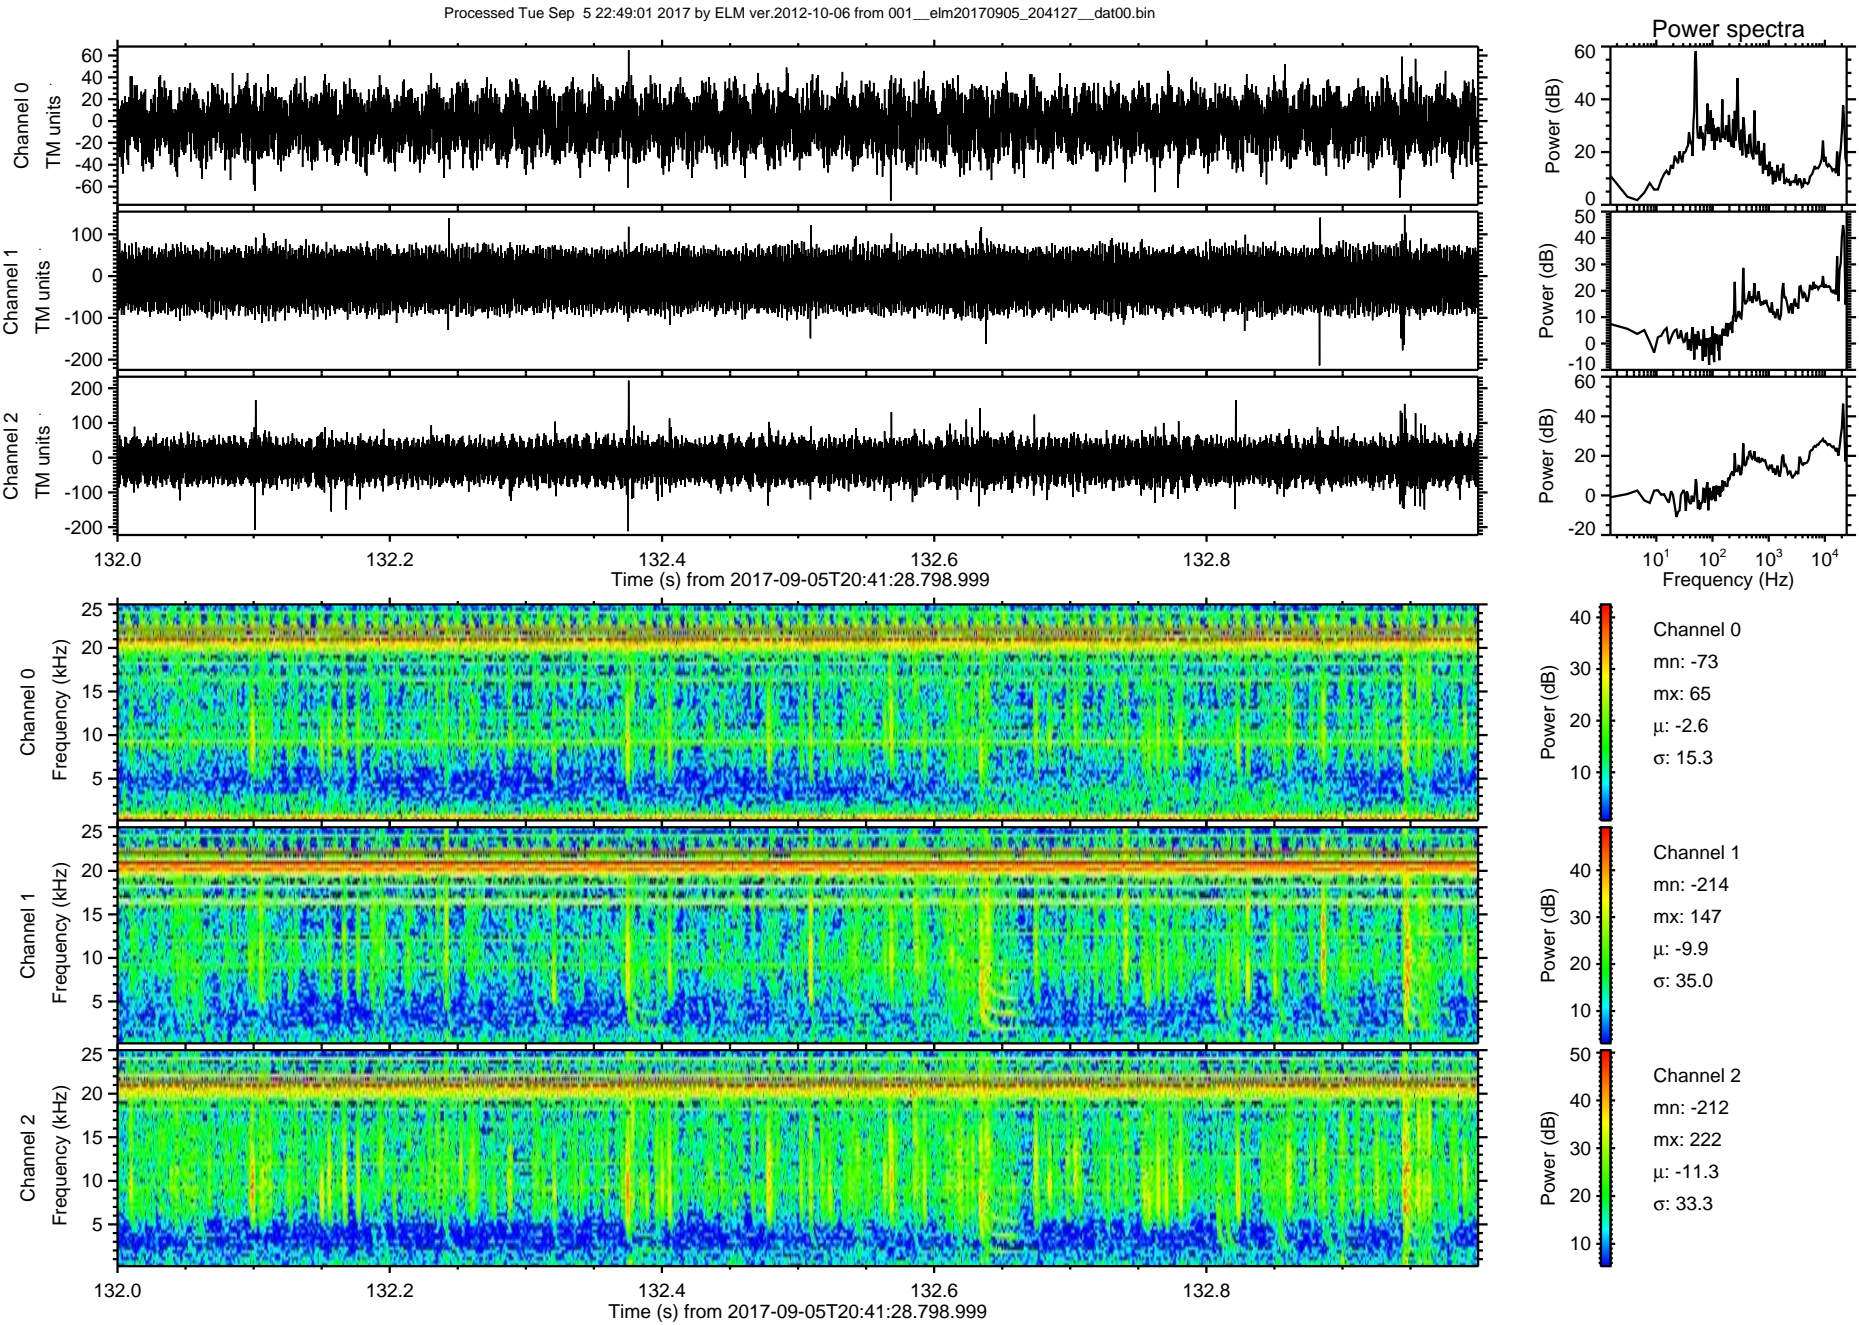 Processed Tue Sep 5 22:49:01 2017 by ELM ver.2012-10-06 from 001__elm20170905_204127__dat00.bin
Power spectra
Channel 0
TM units
60
40
20
0
-20
-40
-60
Power (dB)
60
40
20
0
Channel 1
TM units
100
0
-100
-200
Power (dB)
50
40
30
20
10
0
-10
Channel 2
TM units
200
100
0
-100
-200
Power (dB)
60
40
20
0
-20
132.0 132.2 132.4 132.6 132.8
Time (s) from 2017-09-05T20:41:28.798.999
10^1 10^2 10^3 10^4
Frequency (Hz)
Channel 0
Frequency (kHz)
25
20
15
10
5
Power (dB)
40
30
20
10
Channel 0
mn: -73
mx: 65
μ: -2.6
σ: 15.3
Channel 1
Frequency (kHz)
25
20
15
10
5
Power (dB)
40
30
20
10
Channel 1
mn: -214
mx: 147
μ: -9.9
σ: 35.0
Channel 2
Frequency (kHz)
25
20
15
10
5
Power (dB)
50
40
30
20
10
Channel 2
mn: -212
mx: 222
μ: -11.3
σ: 33.3
132.0 132.2 132.4 132.6 132.8
Time (s) from 2017-09-05T20:41:28.798.999